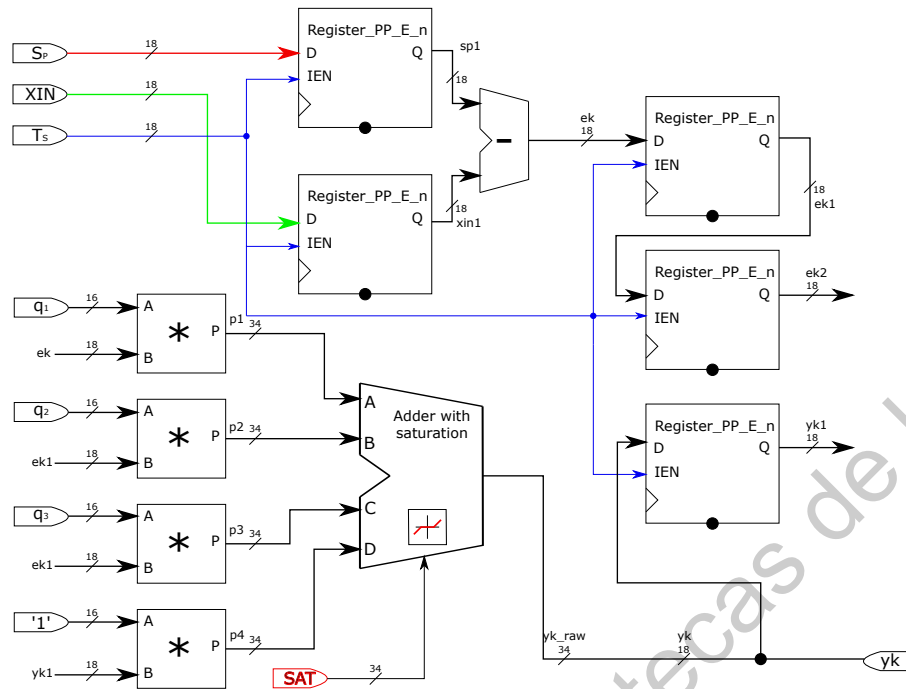 Register_PP_E_n
D
Q
IEN
sp1
18
SP
18
XIN
18
TS
18
Register_PP_E_n
D
Q
IEN
18
xin1
-
ek
18
Register_PP_E_n
D
Q
IEN
18
ek1
Register_PP_E_n
D
Q
IEN
ek2
18
Register_PP_E_n
D
Q
IEN
yk1
18
q1
16
A
*
P
p1
34
ek
18
B
q2
16
A
*
P
p2
34
ek1
18
B
q3
16
A
*
P
p3
34
ek1
18
B
'1'
16
A
*
P
p4
34
yk1
18
B
A
Adder with
saturation
B
C
D
SAT
34
yk_raw
34
yk
18
yk
tecas de